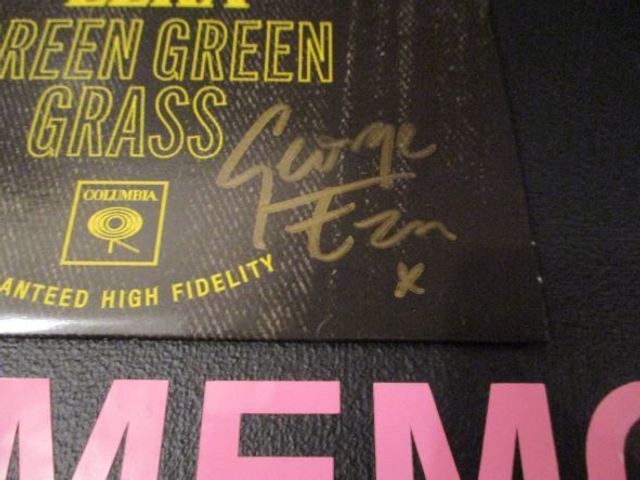 GREEN GREEN
GRASS
George
Ezra
x
COLUMBIA
ANTEED HIGH FIDELITY
MEMO